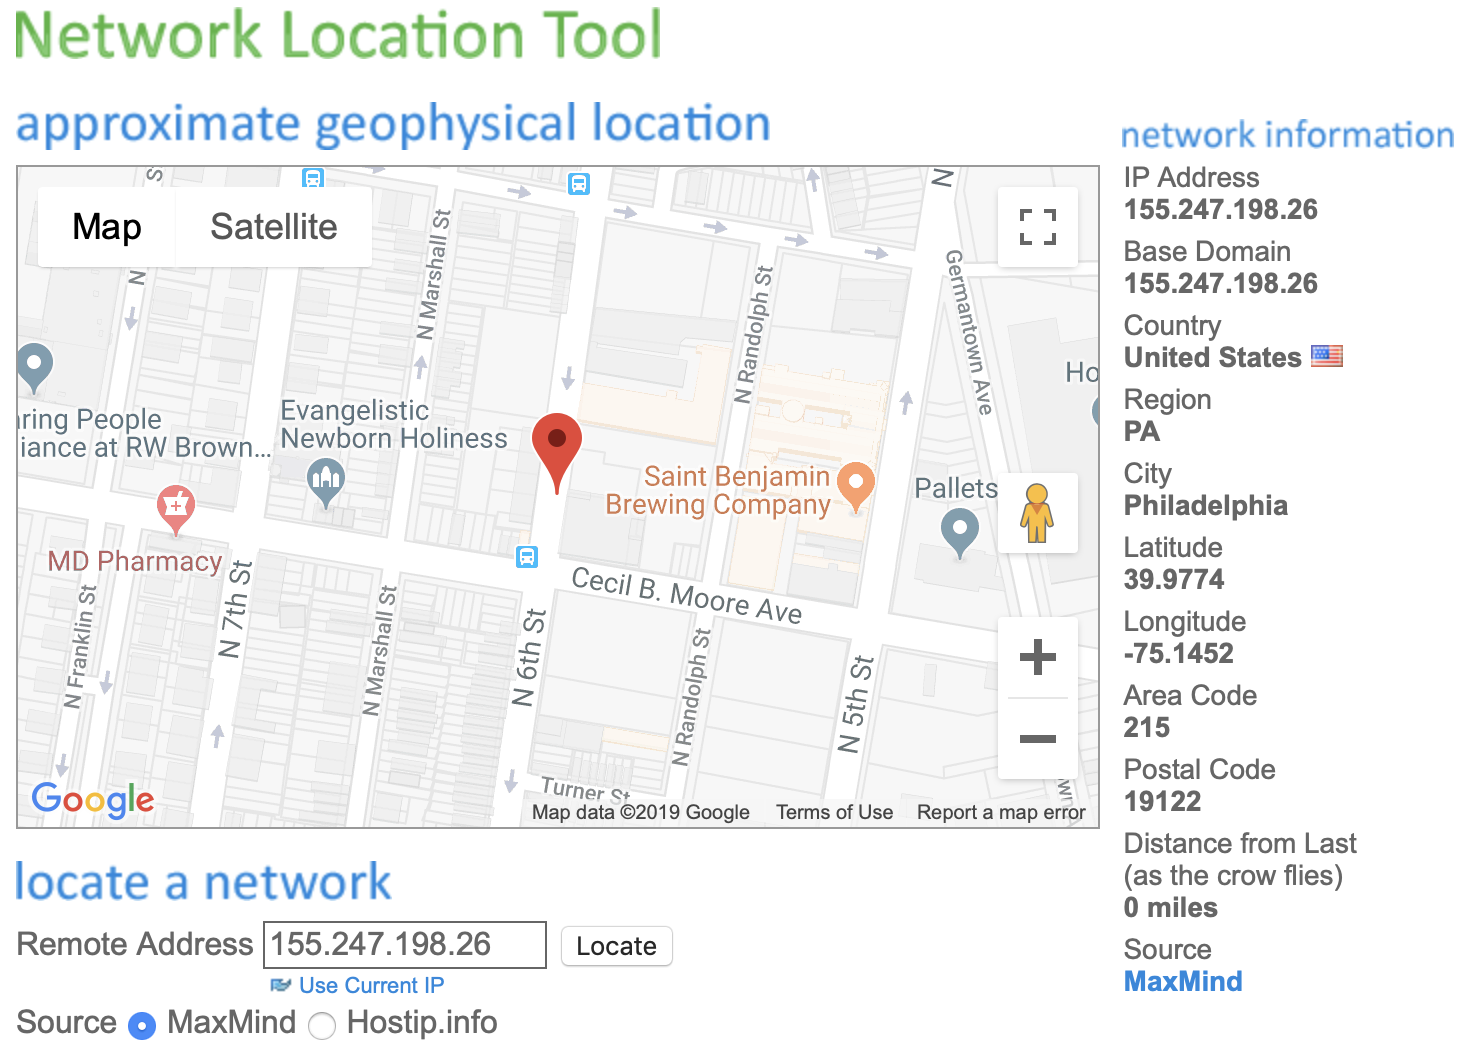 Network Location Tool
approximate geophysical location
Map
Satellite
N
N Marshall St
N
N Randolph St
Germantown Ave
Evangelistic
Newborn Holiness
ring People
iance at RW Brown...
Saint Benjamin
Brewing Company
Pallets
Ho
MD Pharmacy
Cecil B. Moore Ave
N Franklin St
N 7th St
N Marshall St
N 6th St
N Randolph St
N 5th St
Turner St
Google
Map data ©2019 Google
Terms of Use
Report a map error
network information
IP Address
155.247.198.26
Base Domain
155.247.198.26
Country
United States
Region
PA
City
Philadelphia
Latitude
39.9774
Longitude
-75.1452
Area Code
215
Postal Code
19122
Distance from Last
(as the crow flies)
0 miles
Source
MaxMind
locate a network
Remote Address 155.247.198.26 Locate
Use Current IP
Source MaxMind Hostip.info